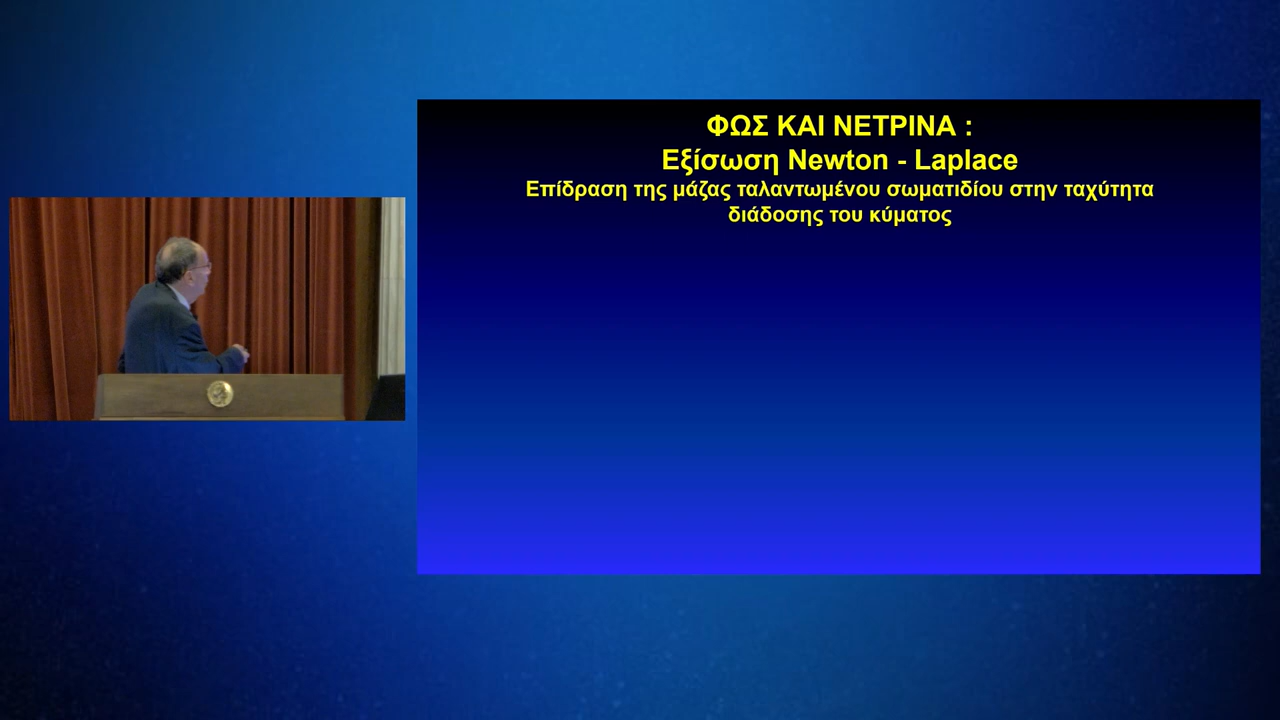 ΦΩΣ ΚΑΙ ΝΕΤΡΙΝΑ :
Εξίσωση Newton - Laplace
Επίδραση της μάζας ταλαντωμένου σωματιδίου στην ταχύτητα
διάδοσης του κύματος